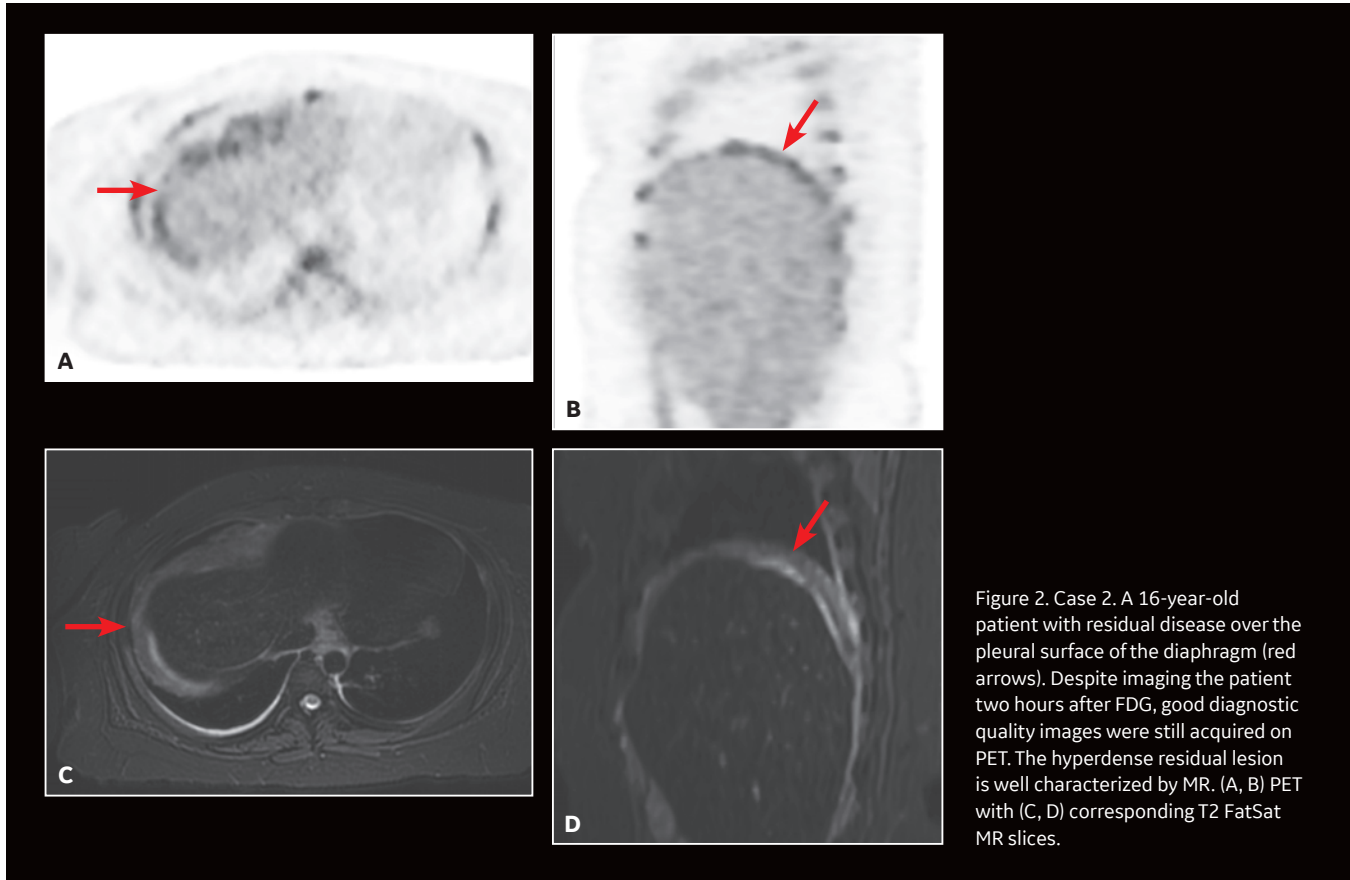 A
B
C
D
Figure 2. Case 2. A 16-year-old
patient with residual disease over the
pleural surface of the diaphragm (red
arrows). Despite imaging the patient
two hours after FDG, good diagnostic
quality images were still acquired on
PET. The hyperdense residual lesion
is well characterized by MR. (A, B) PET
with (C, D) corresponding T2 FatSat
MR slices.